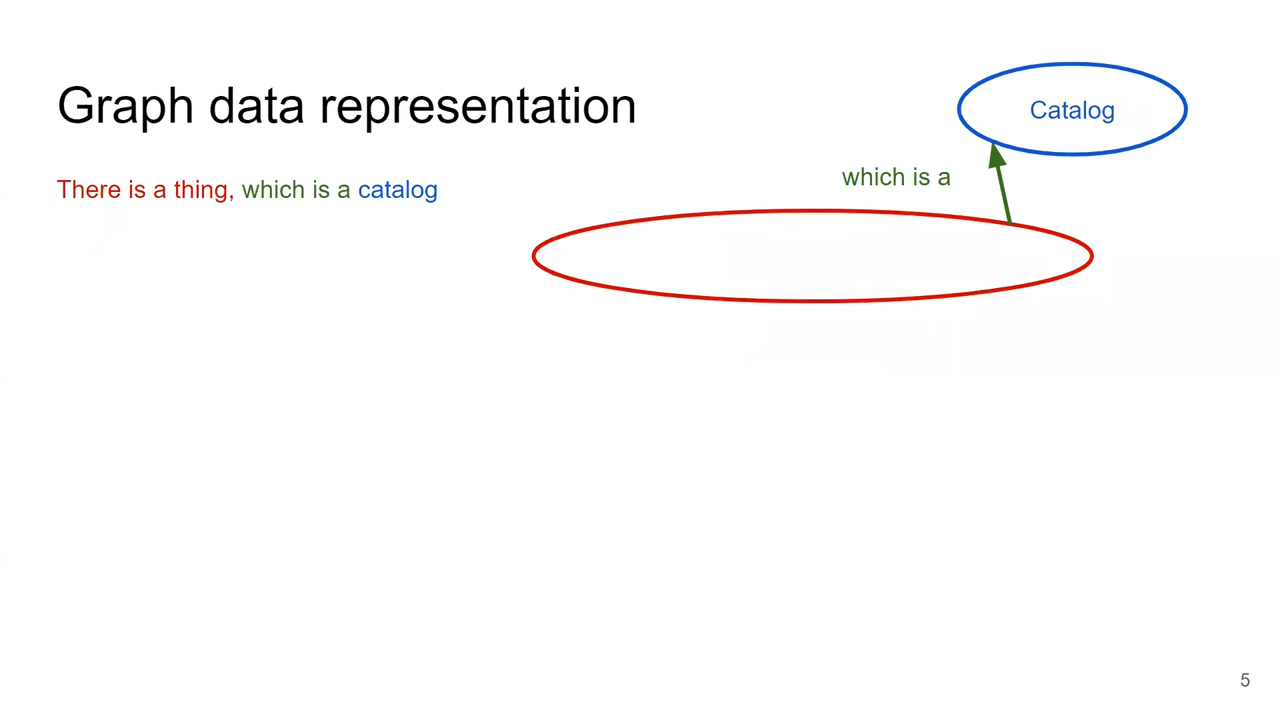 Graph data representation
Catalog
which is a
There is a thing, which is a catalog
5